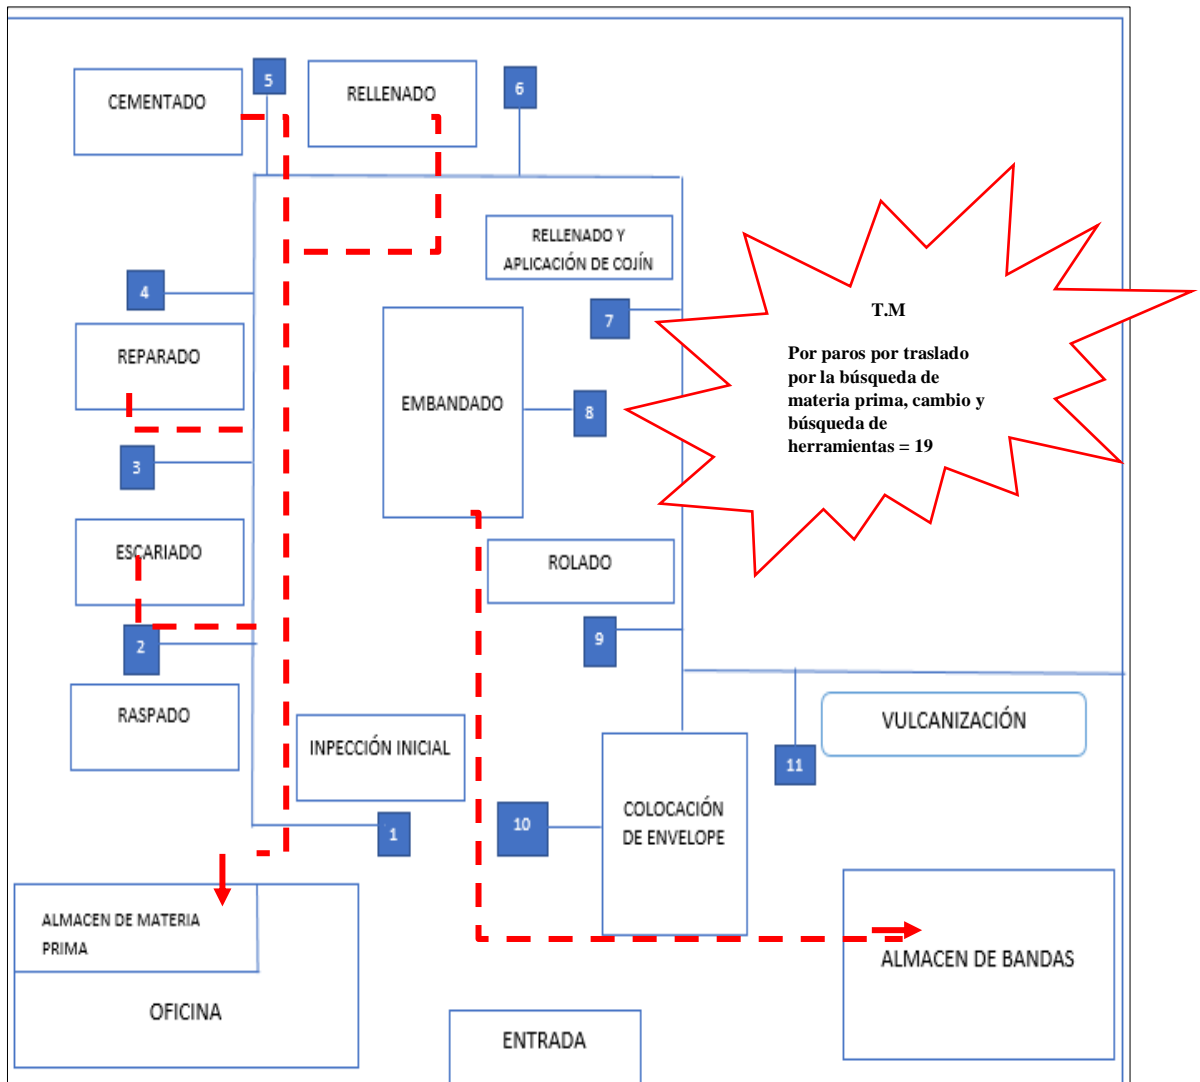 5
6
CEMENTADO
RELLENADO
RELLENADO Y
APLICACIÓN DE COJÍN
4
7
T.M
REPARADO
Por paros por traslado
por la búsqueda de
materia prima, cambio y
búsqueda de
herramientas = 19
EMBANDADO
8
3
ESCARIADO
ROLADO
2
9
RASPADO
INPECCIÓN INICIAL
VULCANIZACIÓN
11
1
10
COLOCACIÓN
DE ENVELOPE
ALMACEN DE MATERIA
PRIMA
OFICINA
ALMACEN DE BANDAS
ENTRADA